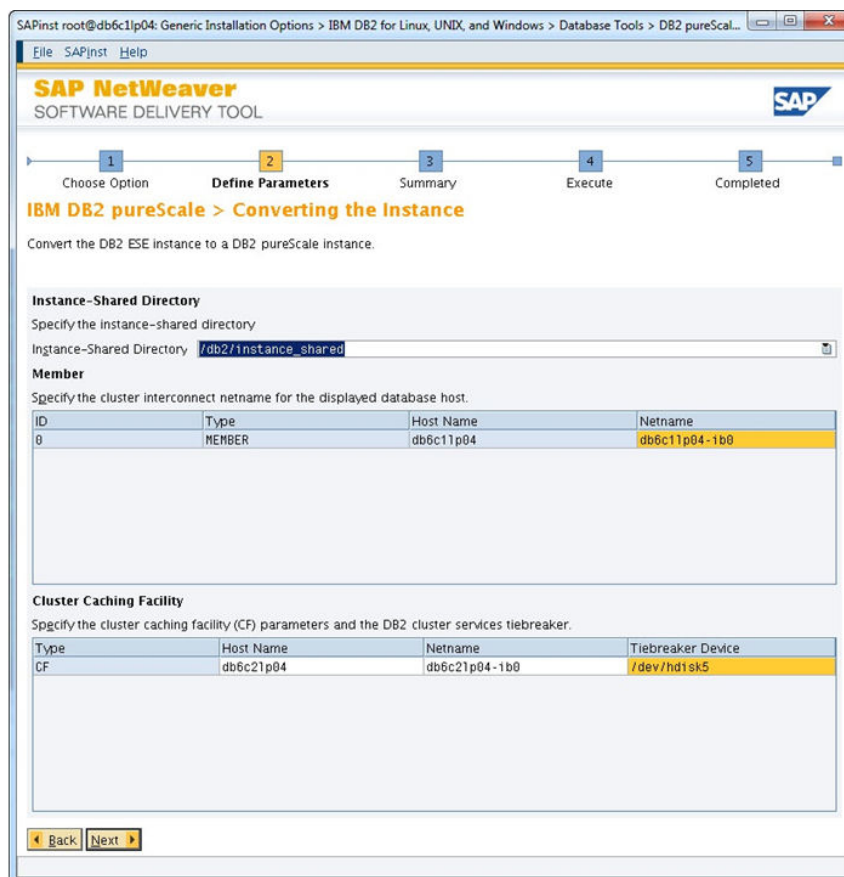 SAPinst root@db6c1lp04: Generic Installation Options > IBM DB2 for Linux, UNIX, and Windows > Database Tools > DB2 pureScal...
File SAPinst Help
SAP NetWeaver
SOFTWARE DELIVERY TOOL
SAP
1 2 3 4 5
Choose Option Define Parameters Summary Execute Completed
IBM DB2 pureScale > Converting the Instance
Convert the DB2 ESE instance to a DB2 pureScale instance.
Instance-Shared Directory
Specify the instance-shared directory
Instance-Shared Directory /db2/instance_shared
Member
Specify the cluster interconnect netname for the displayed database host.
ID Type Host Name Netname
0 MEMBER db6c1lp04 db6c1lp04-ib0
Cluster Caching Facility
Specify the cluster caching facility (CF) parameters and the DB2 cluster services tiebreaker.
Type Host Name Netname Tiebreaker Device
CF db6c2lp04 db6c2lp04-ib0 /dev/hdisk5
Back Next